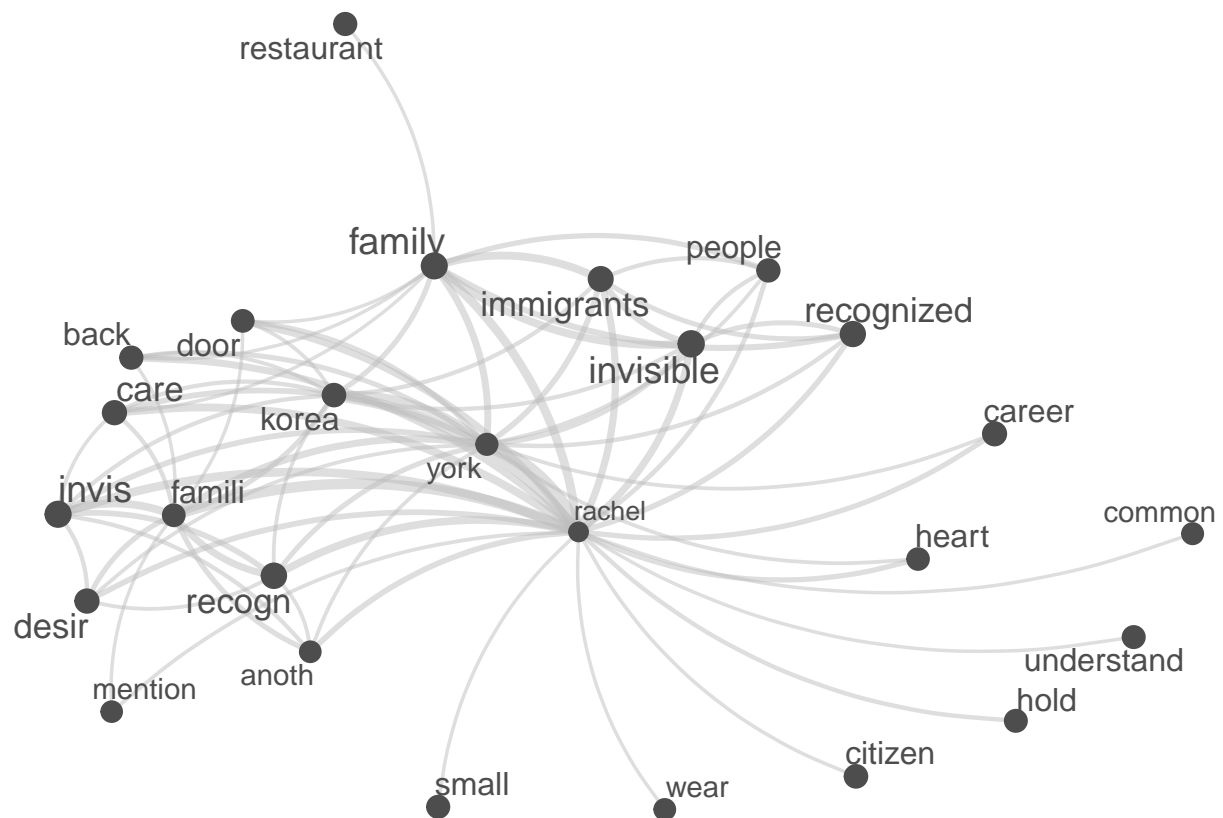 restaurant
family
people
immigrants
recognized
back
door
invisible
care
korea
career
york
invis
famili
rachel
common
heart
recogn
desir
understand
anoth
mention
hold
citizen
small
wear